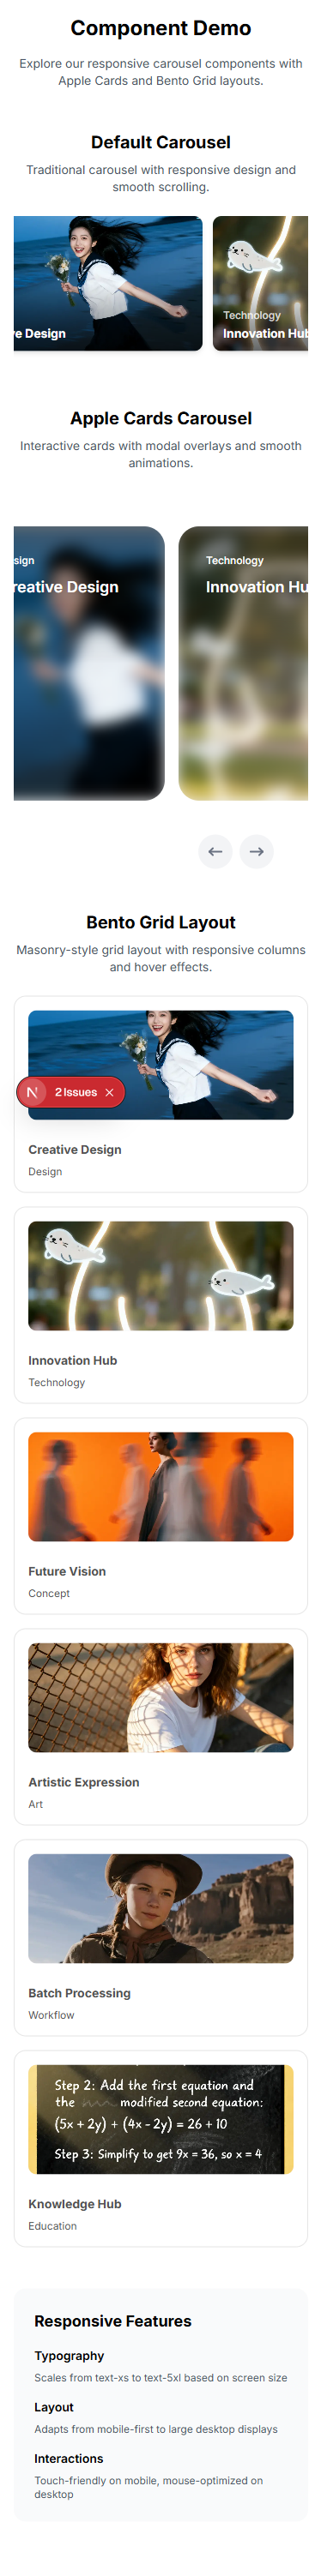 Component Demo
Explore our responsive carousel components with
Apple Cards and Bento Grid layouts.
Default Carousel
Traditional carousel with responsive design and
smooth scrolling.
e Design
Technology
Innovation Hub
Apple Cards Carousel
Interactive cards with modal overlays and smooth
animations.
sign
reative Design
Technology
Innovation Hu
Bento Grid Layout
Masonry-style grid layout with responsive columns
and hover effects.
N 2 Issues
Creative Design
Design
Innovation Hub
Technology
Future Vision
Concept
Artistic Expression
Art
Batch Processing
Workflow
Step 2: Add the first equation and
the modified second equation:
(5x + 2y) + (4x - 2y) = 26 + 10
Step 3: Simplify to get 9x = 36, so x = 4
Knowledge Hub
Education
Responsive Features
Typography
Scales from text-xs to text-5xl based on screen size
Layout
Adapts from mobile-first to large desktop displays
Interactions
Touch-friendly on mobile, mouse-optimized on
desktop